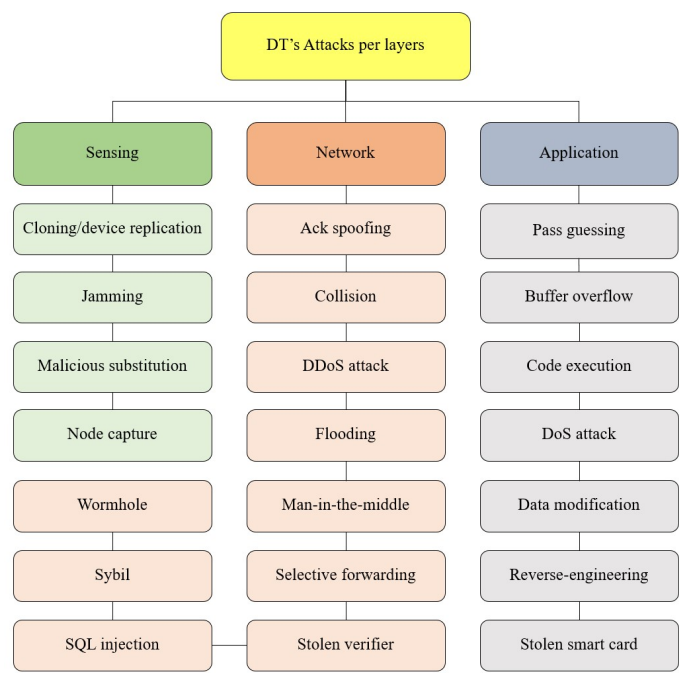 DT’s Attacks per layers
Sensing
Network
Application
Cloning/device replication
Ack spoofing
Pass guessing
Jamming
Collision
Buffer overflow
Malicious substitution
DDoS attack
Code execution
Node capture
Flooding
DoS attack
Wormhole
Man-in-the-middle
Data modification
Sybil
Selective forwarding
Reverse-engineering
SQL injection
Stolen verifier
Stolen smart card